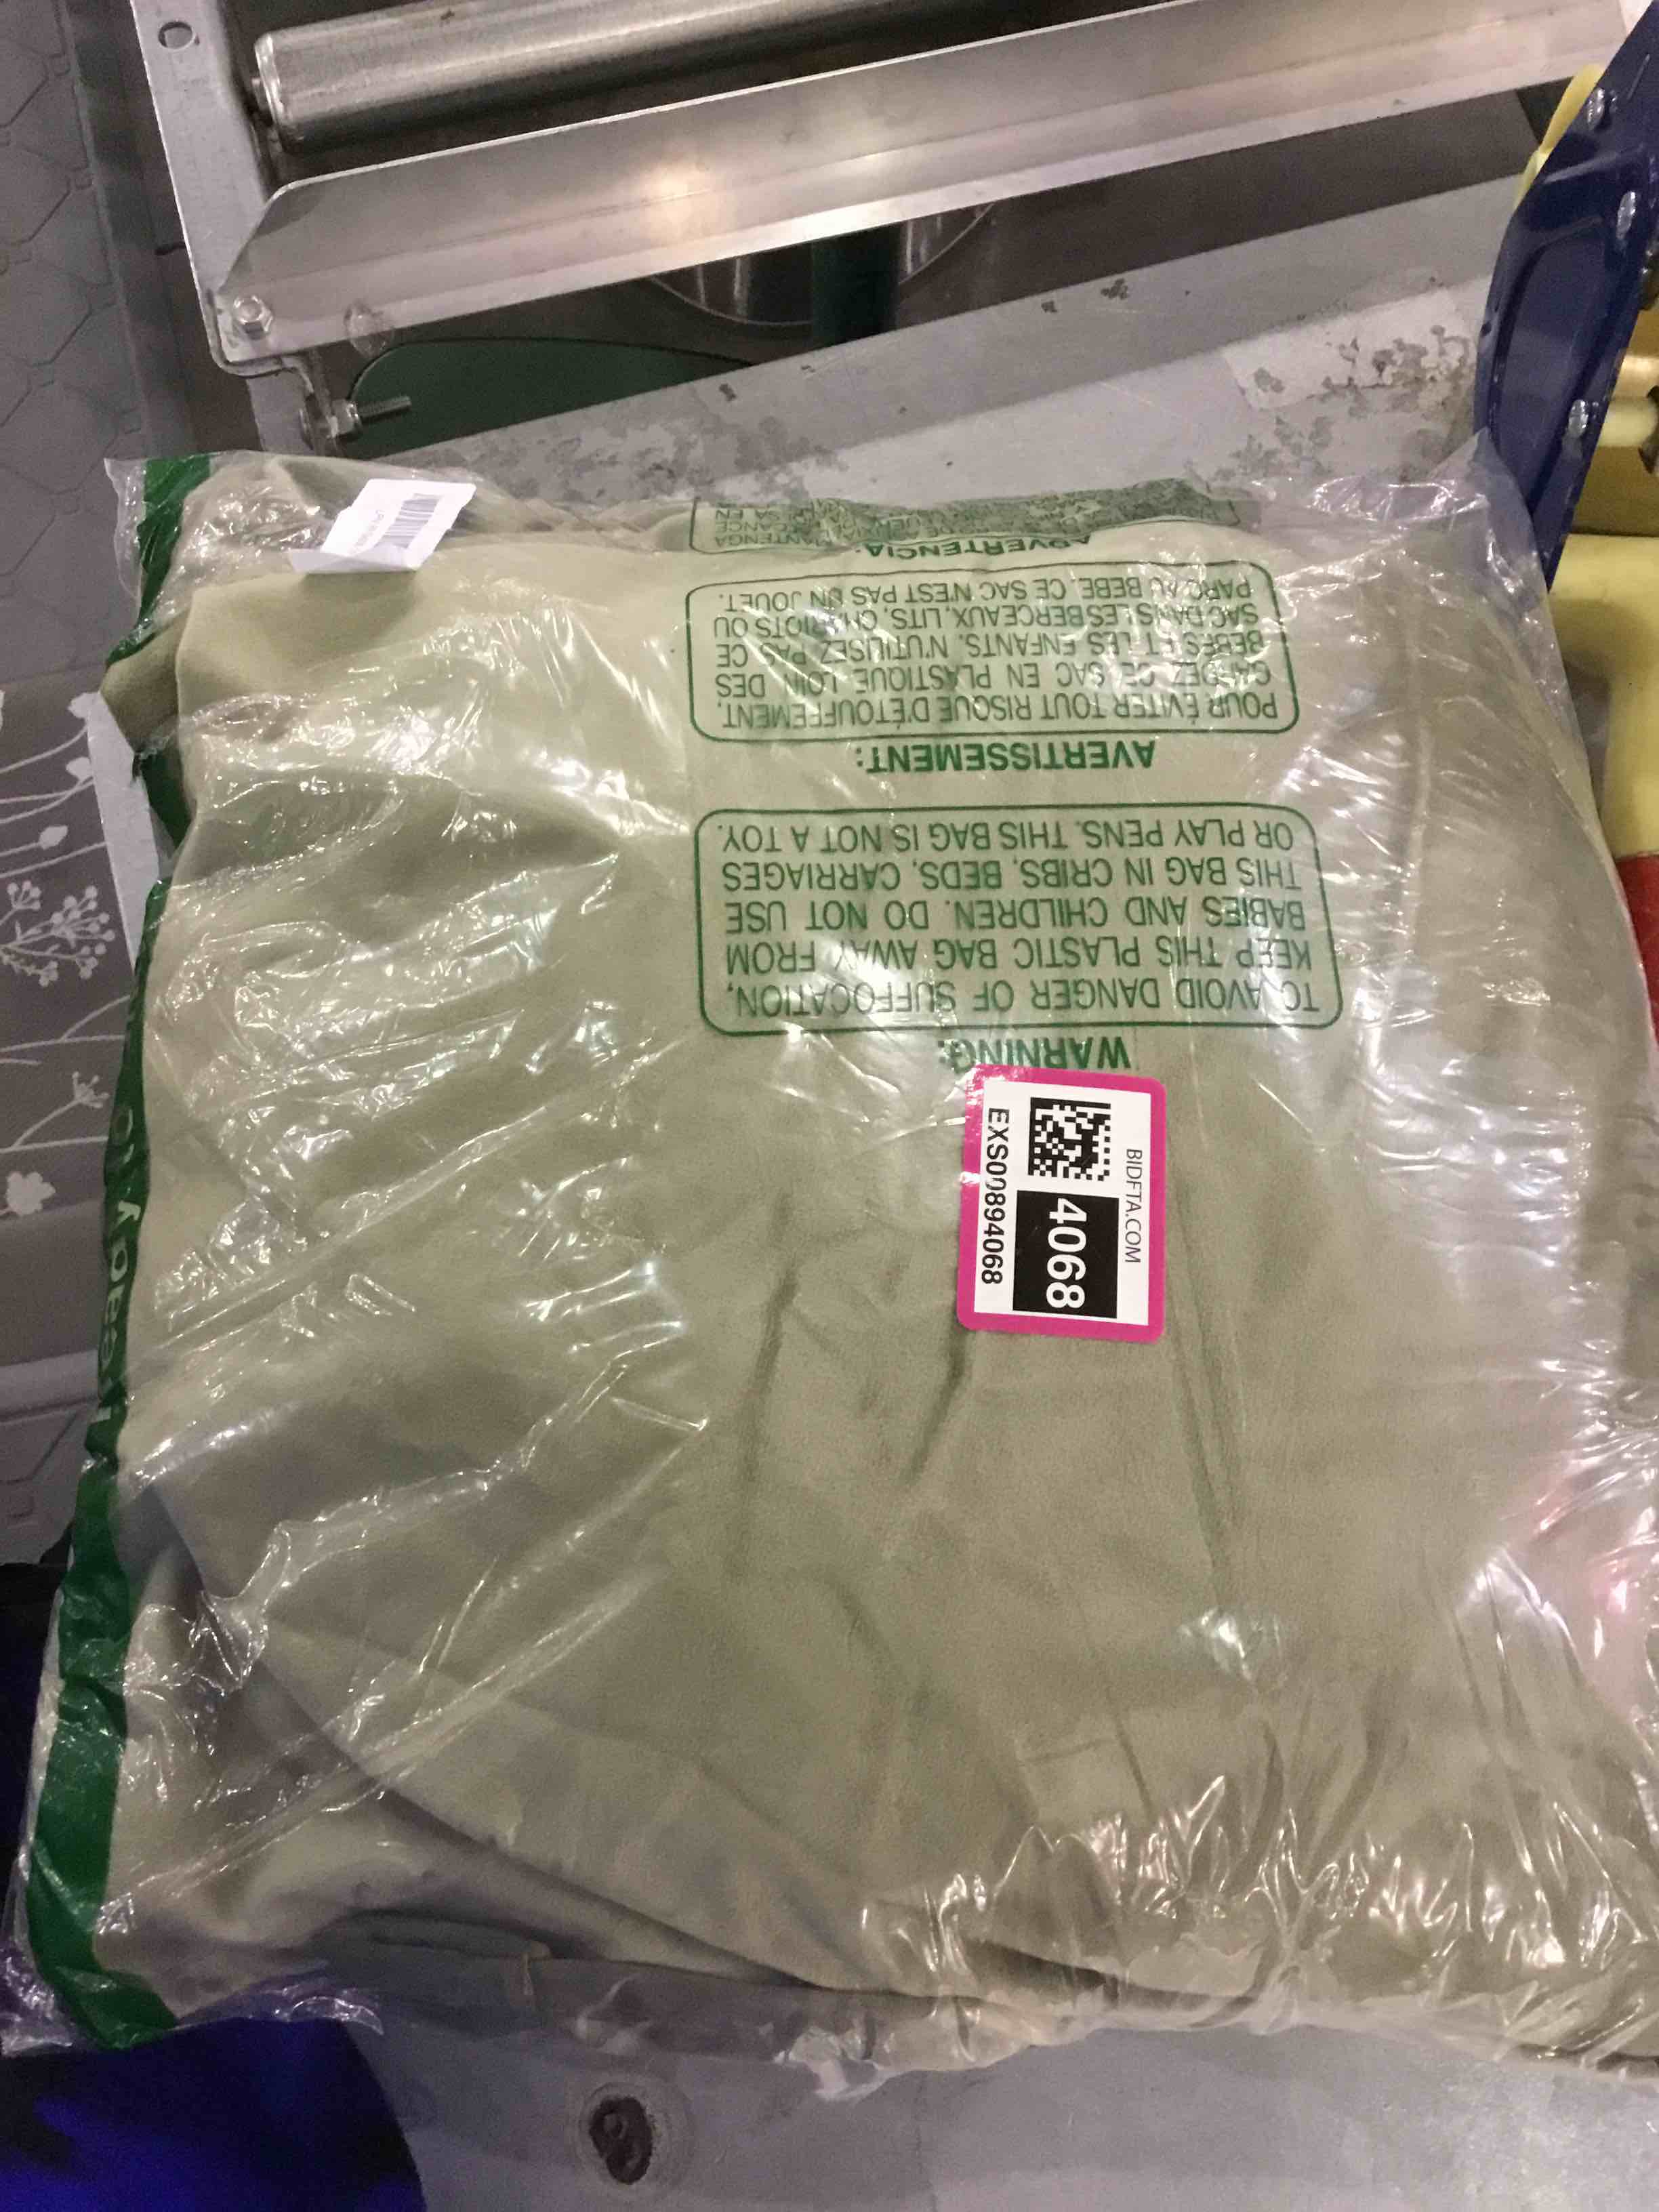 WARNING:
TO AVOID DANGER OF SUFFOCATION,
KEEP THIS PLASTIC BAG AWAY FROM
BABIES AND CHILDREN. DO NOT USE
THIS BAG IN CRIBS, BEDS, CARRIAGES
OR PLAY PENS. THIS BAG IS NOT A TOY.
AVERTISSEMENT:
POUR ÉVITER TOUT RISQUE D'ÉTOUFFEMENT,
GARDEZ CE SAC EN PLASTIQUE LOIN DES
BEBES ET LES ENFANTS. N'UTILISEZ PAS CE
SAC DANS LES BERCEAUX, LITS, CHARIOTS OU
PARC AU BEBE. CE SAC N'EST PAS UN JOUET.
ADVERTENCIA:
MANTENGA
BIDFTA.COM
4068
EXS00894068